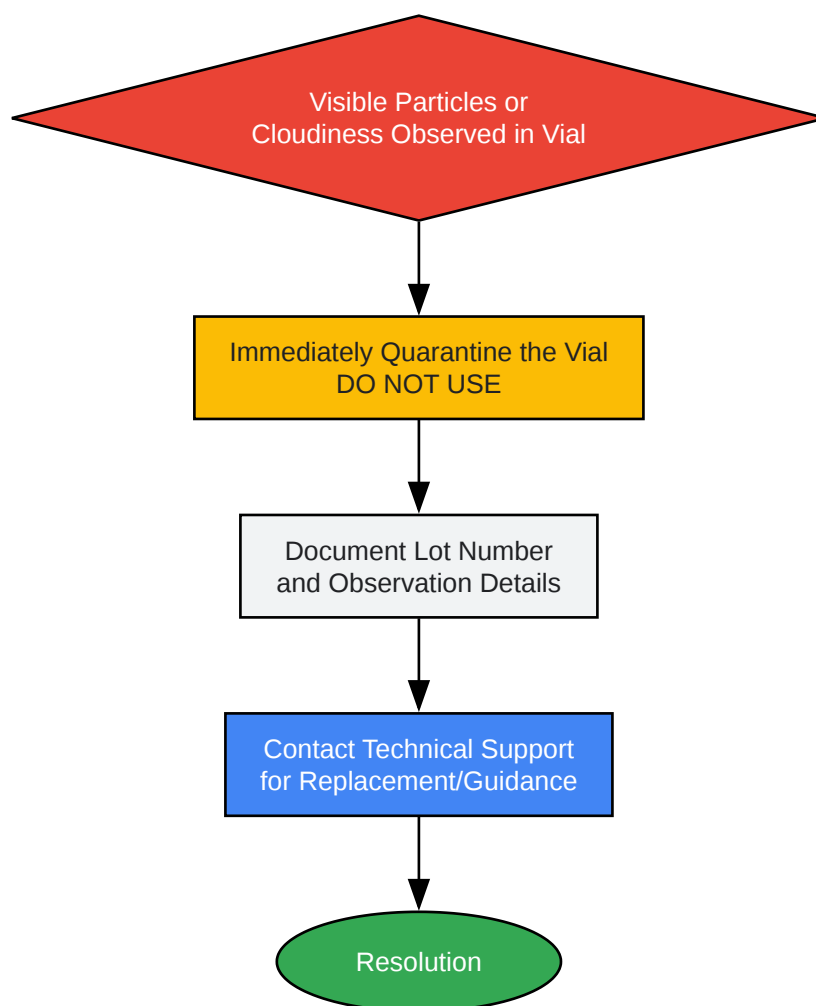 Visible Particles or
Cloudiness Observed in Vial
Immediately Quarantine the Vial
DO NOT USE
Document Lot Number
and Observation Details
Contact Technical Support
for Replacement/Guidance
Resolution